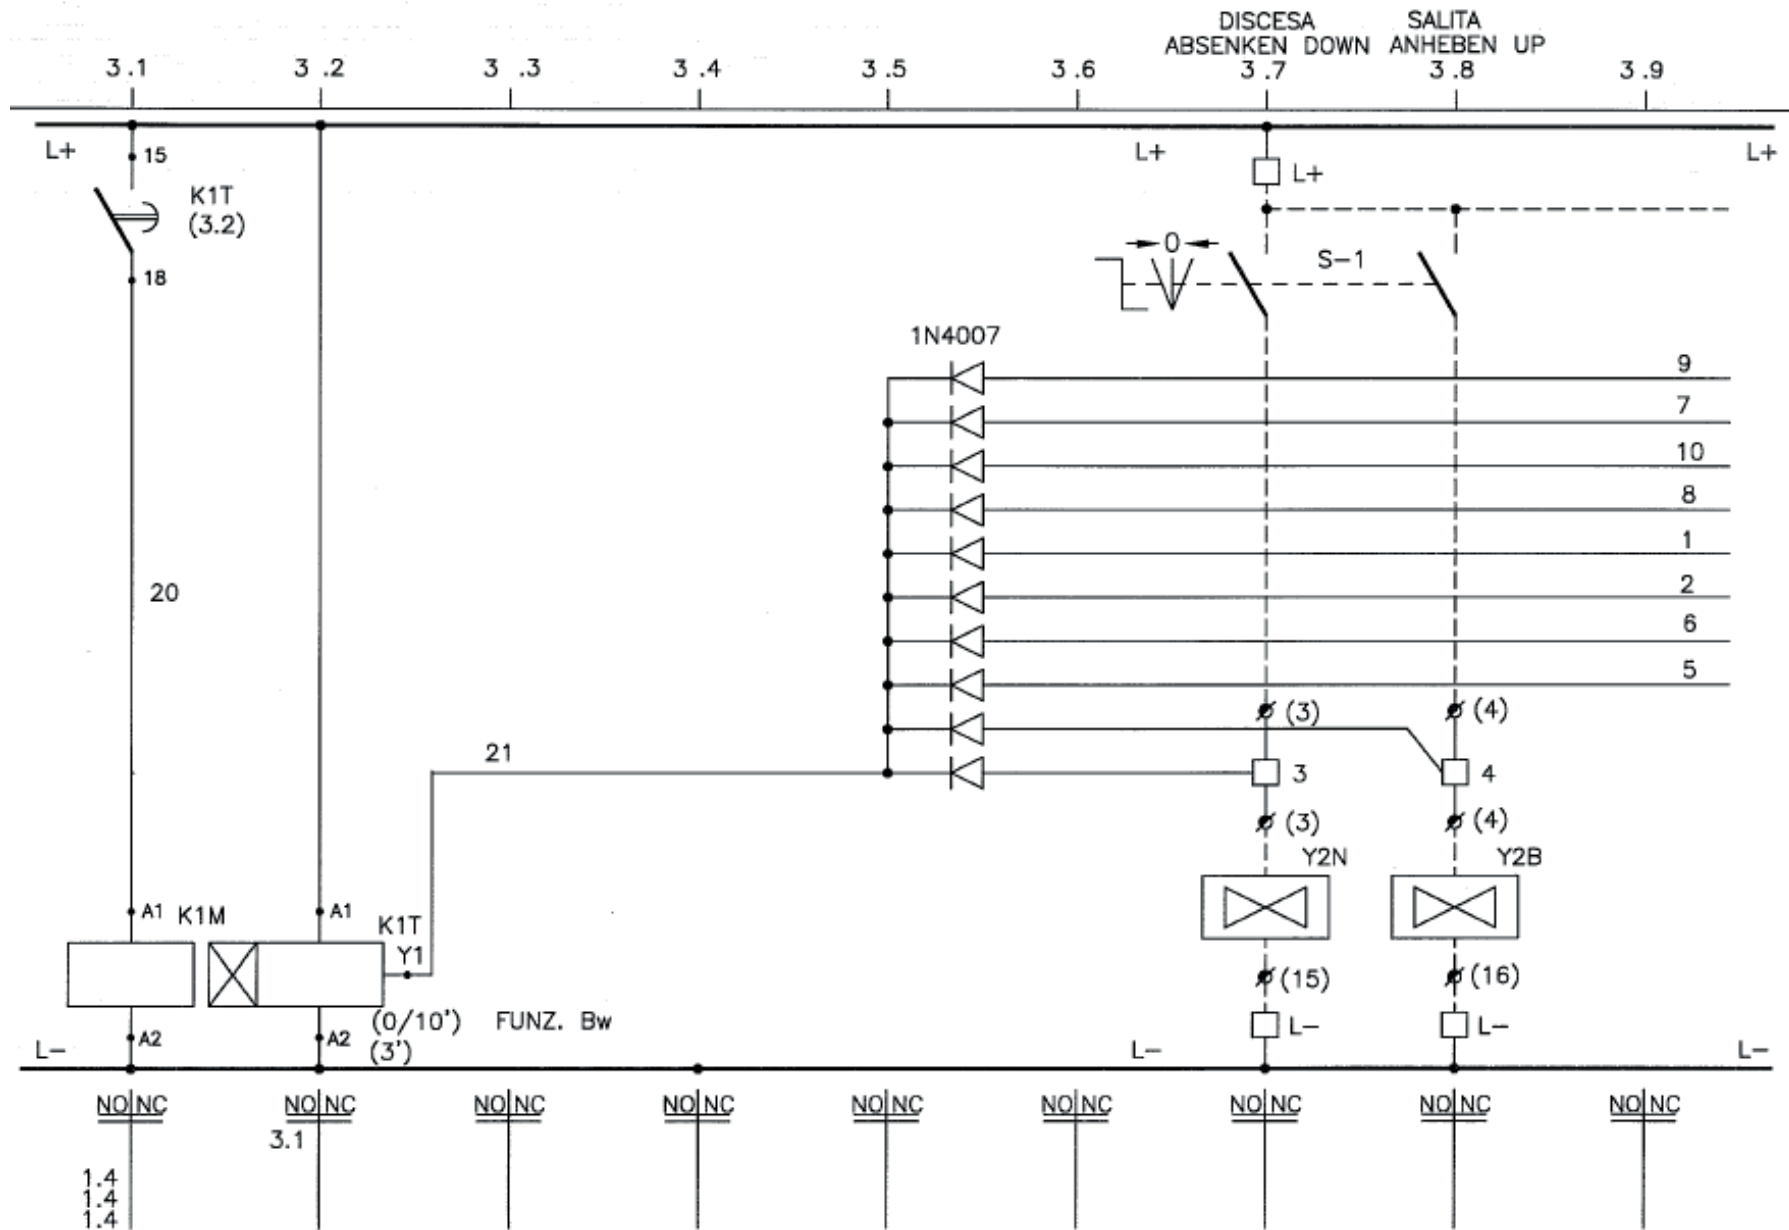 DISCESA SALITA
ABSENKEN DOWN ANHEBEN UP
3.1 3.2 3.3 3.4 3.5 3.6 3.7 3.8 3.9
L+ 15 L+ L+
L+
K1T
(3.2)
0
S-1
18
1N4007
9
7
10
8
1
2
20
6
5
(3) (4)
21
3 4
(3) (4)
Y2N Y2B
A1 K1M A1
K1T
Y1
(15) (16)
(0/10') FUNZ. Bw
L- A2 A2 (3') L- L- L- L-
NO NC NO NC NO NC NO NC NO NC NO NC NO NC NO NC NO NC
3.1
1.4
1.4
1.4